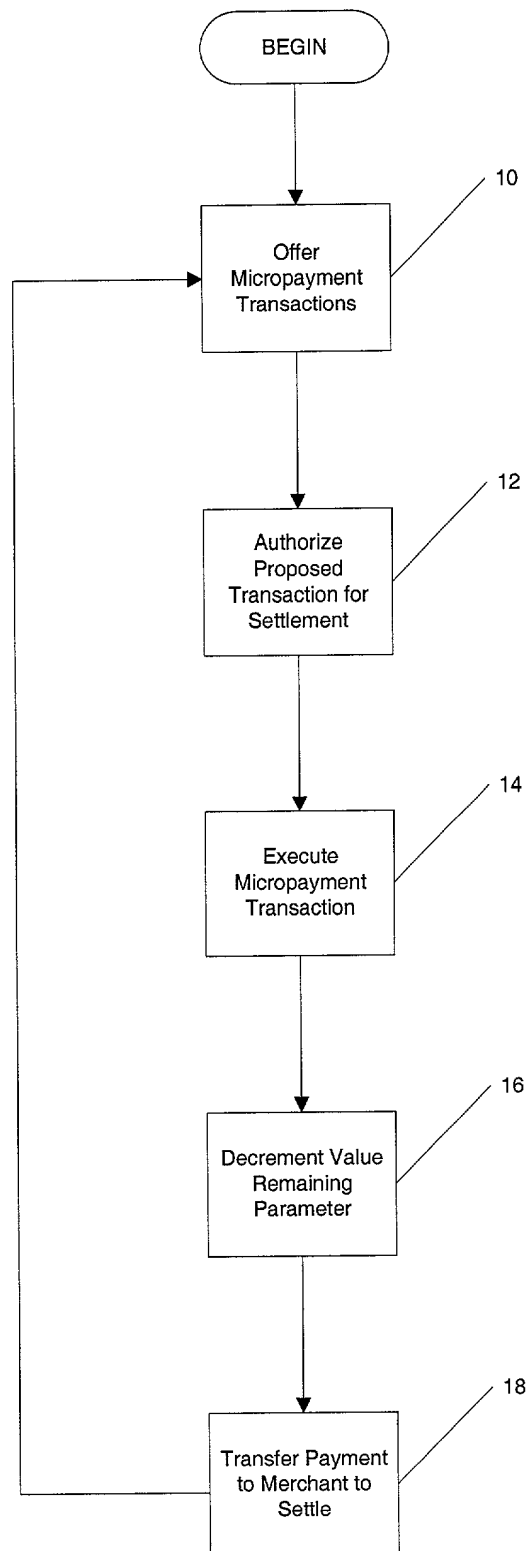 BEGIN
10
Offer
Micropayment
Transactions
12
Authorize
Proposed
Transaction for
Settlement
14
Execute
Micropayment
Transaction
16
Decrement Value
Remaining
Parameter
18
Transfer Payment
to Merchant to
Settle